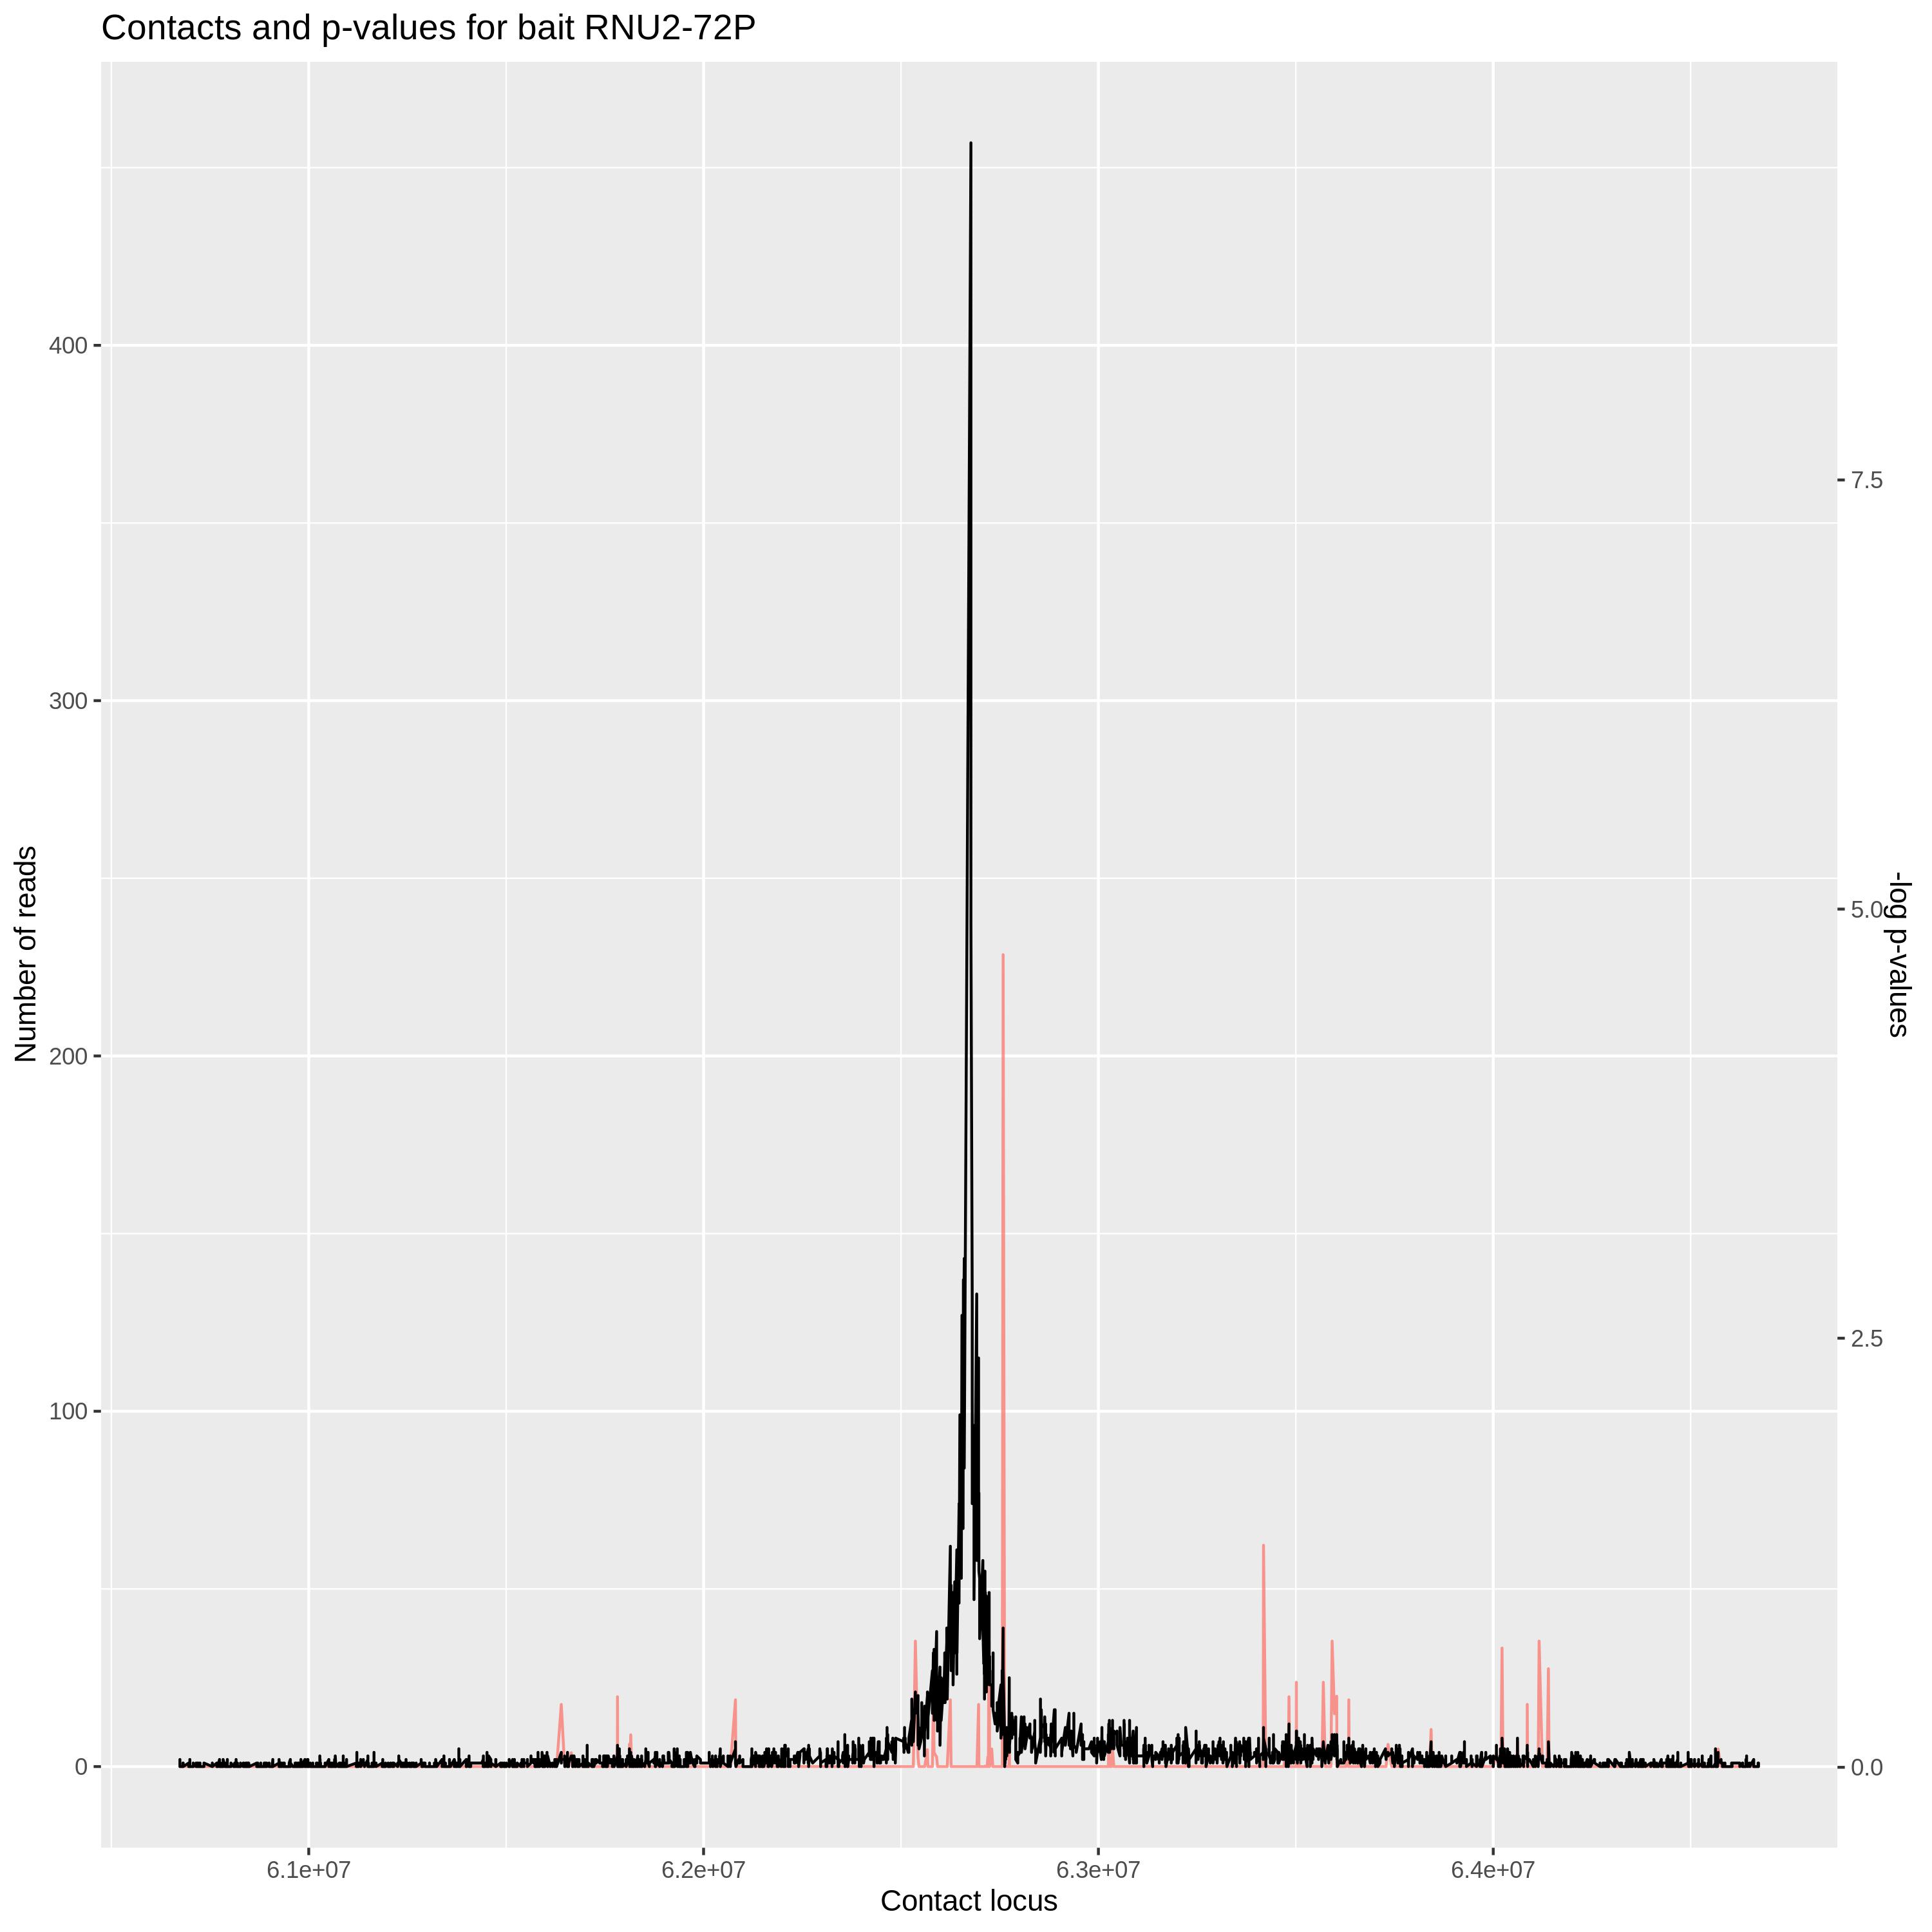 Contacts and p-values for bait RNU2-72P
400
300
200
100
0
Number of reads
7.5
5.0
2.5
0.0
-log p-values
6.1e+07 6.2e+07 6.3e+07 6.4e+07
Contact locus